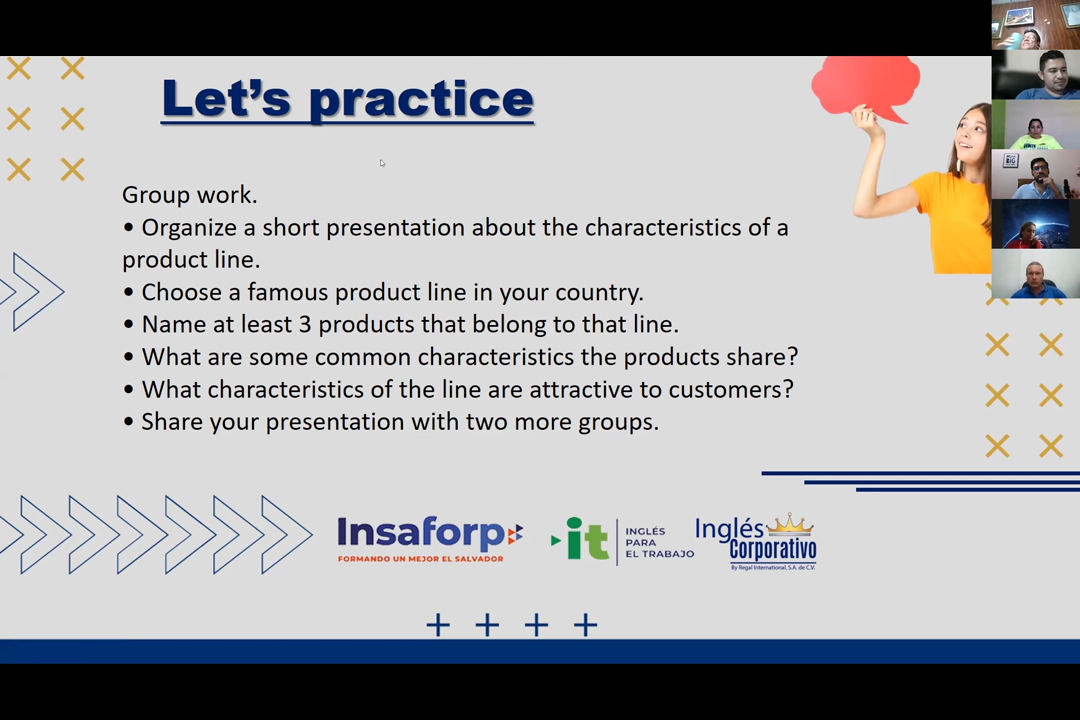 Let's practice
Group work.
• Organize a short presentation about the characteristics of a
product line.
• Choose a famous product line in your country.
• Name at least 3 products that belong to that line.
• What are some common characteristics the products share?
• What characteristics of the line are attractive to customers?
• Share your presentation with two more groups.
Insaforp
FORMANDO UN MEJOR EL SALVADOR
it
INGLÉS
PARA
EL TRABAJO
Inglés
Corporativo
By Regal International, S.A. de C.V.